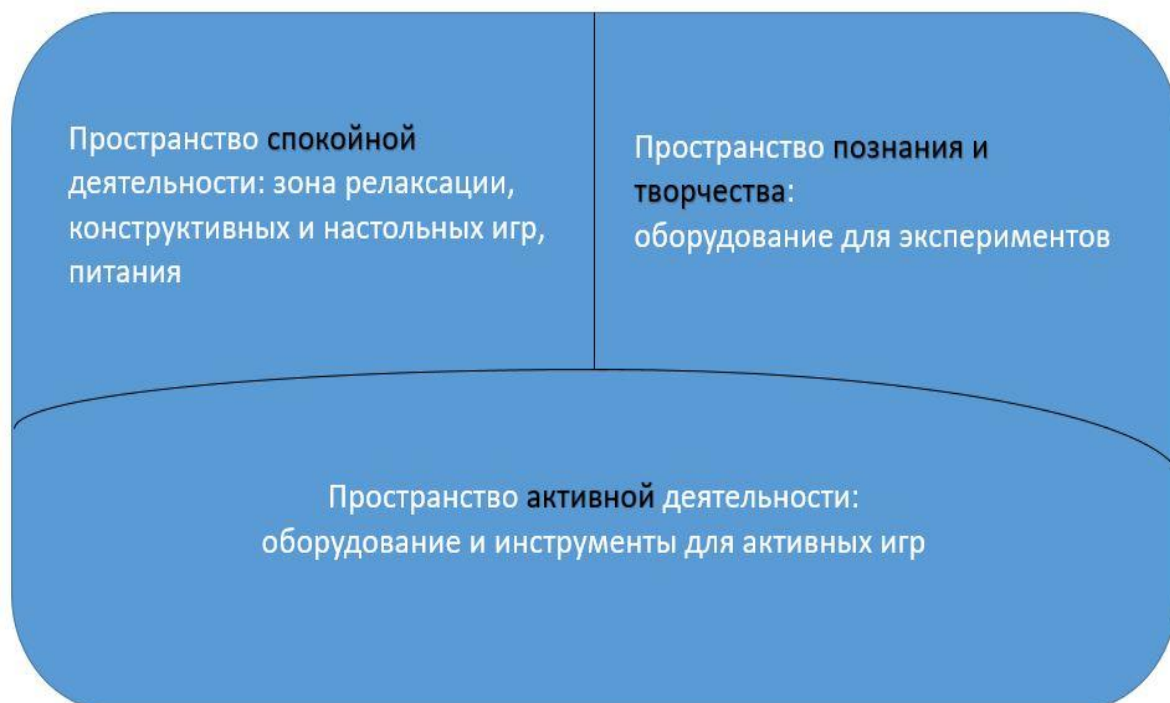 Пространство спокойной
деятельности: зона релаксации,
конструктивных и настольных игр,
питания
Пространство познания и
творчества:
оборудование для экспериментов
Пространство активной деятельности:
оборудование и инструменты для активных игр